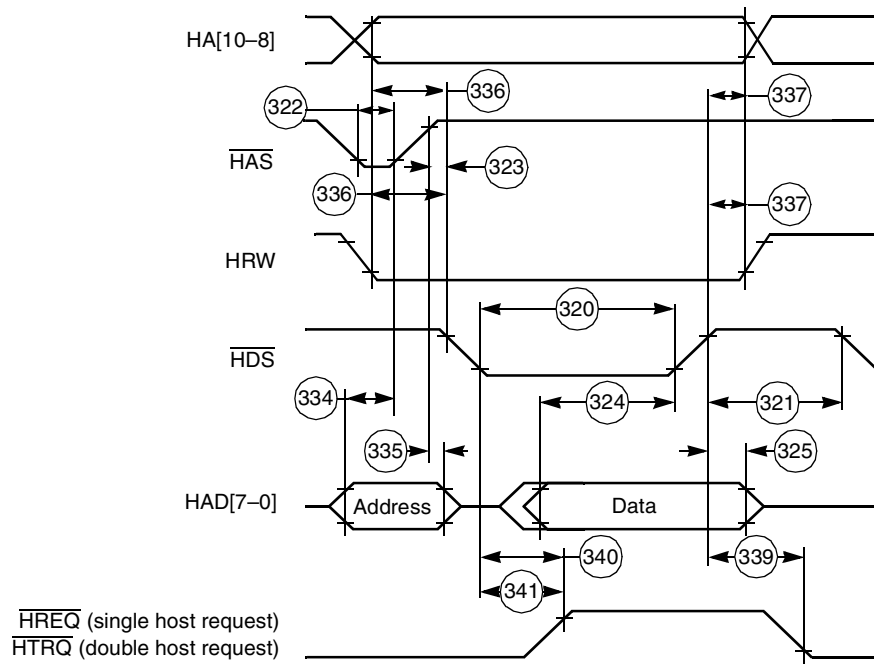 HA[10–8]
336
337
322
HAS
323
336
337
HRW
320
HDS
334
324
321
335
325
HAD[7–0]
Address
Data
340
339
341
HREQ (single host request)
HTRQ (double host request)